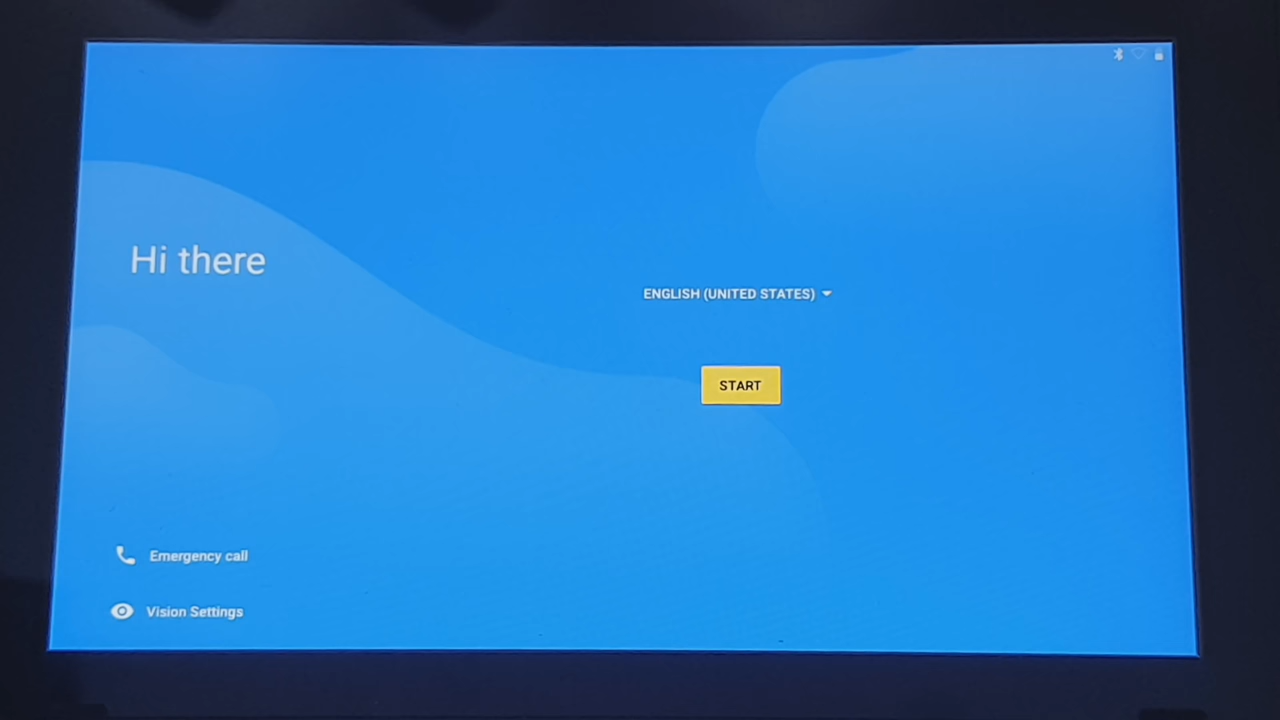 Hi there
ENGLISH (UNITED STATES)
START
Emergency call
Vision Settings